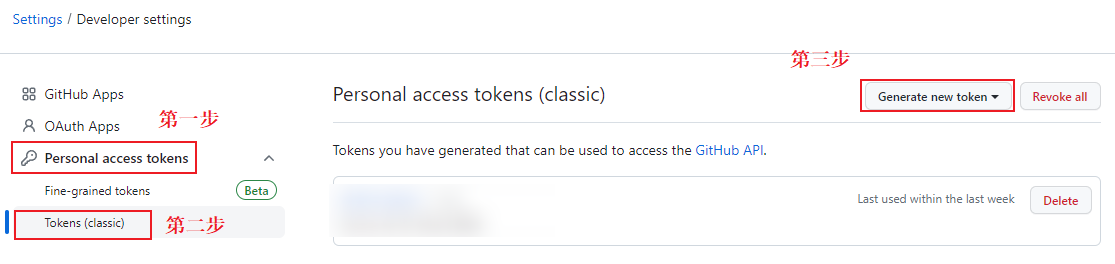 Settings / Developer settings
第三步
GitHub Apps
Personal access tokens (classic)
Generate new token
Revoke all
OAuth Apps
第一步
Personal access tokens
Tokens you have generated that can be used to access the GitHub API.
Fine-grained tokens
Beta
Last used within the last week
Delete
Tokens (classic)
第二步